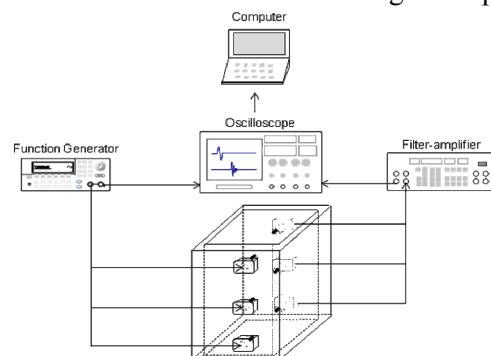 Computer
Oscilloscope
Function Generator
Filter-amplifier